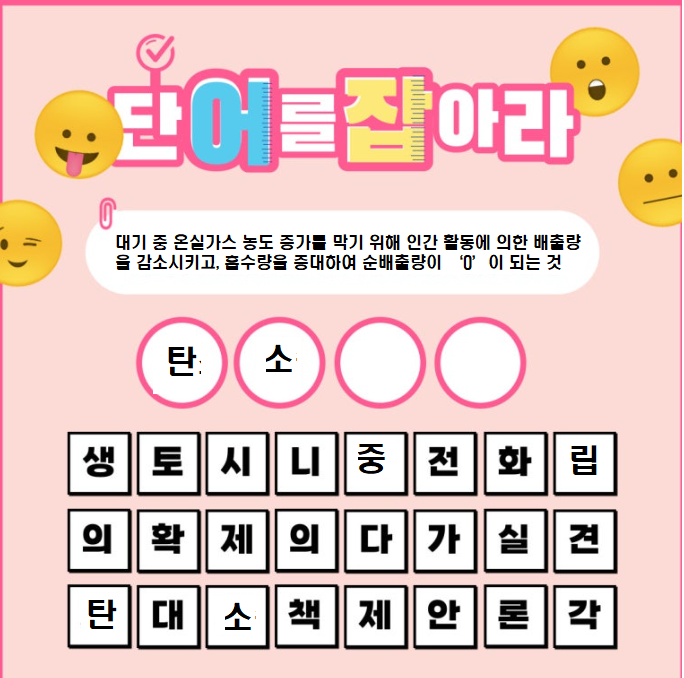 단어를 잡아라
대기 중 온실가스 농도 증가를 막기 위해 인간 활동에 의한 배출량
을 감소시키고, 흡수량을 증대하여 순배출량이 ‘0’ 이 되는 것
탄 소
생 토 시 니 중 전 화 립
의 확 제 의 다 가 실 견
탄 대 소 책 제 안 론 각